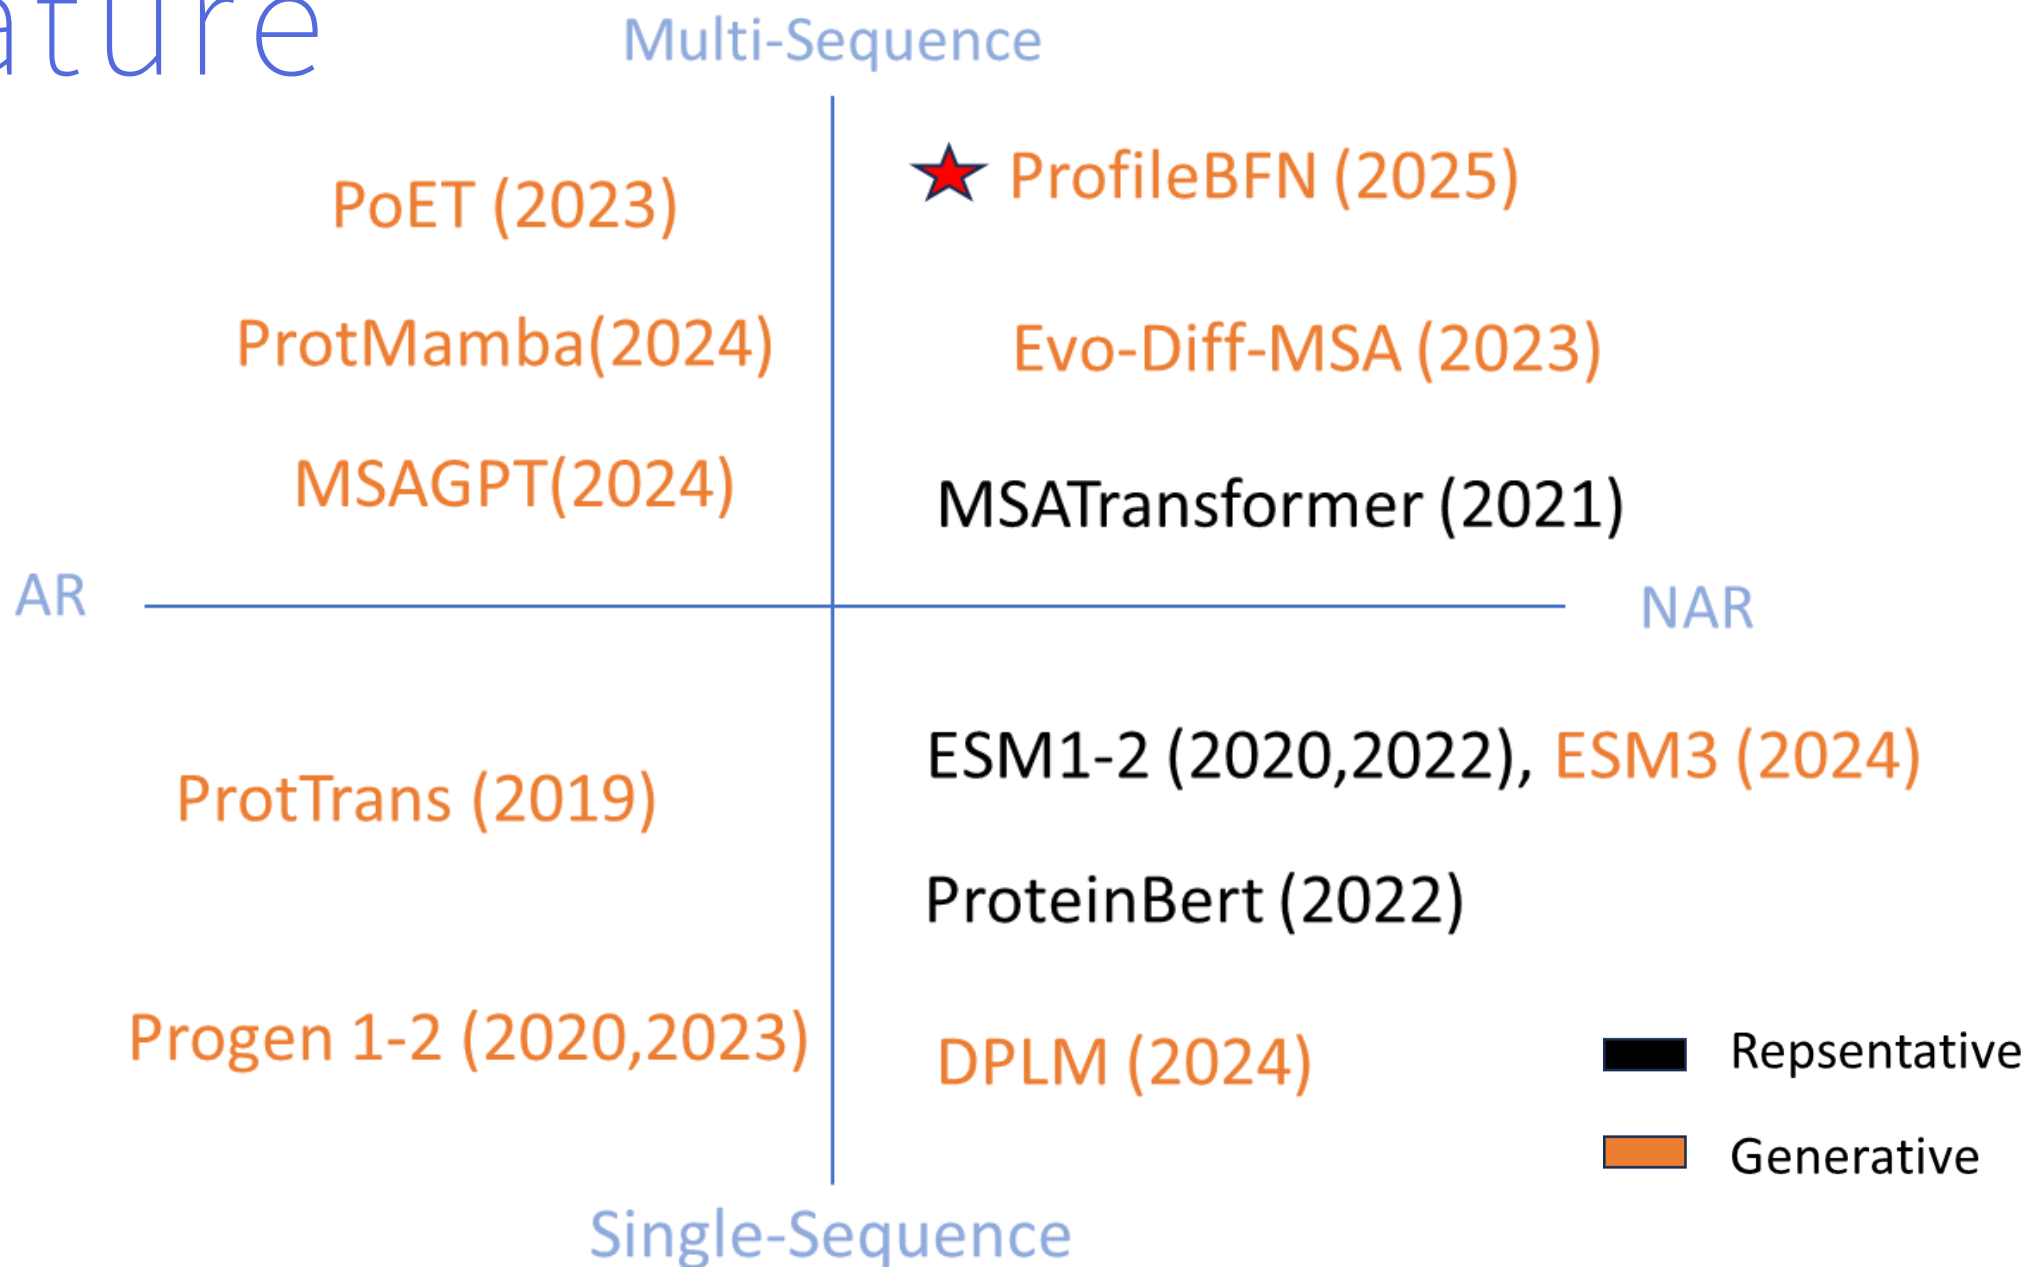 ature
Multi-Sequence
PoET (2023)
ProfileBFN (2025)
ProtMamba(2024)
Evo-Diff-MSA (2023)
MSAGPT(2024)
MSATransformer (2021)
AR
NAR
ProtTrans (2019)
ESM1-2 (2020,2022), ESM3 (2024)
ProteinBert (2022)
Progen 1-2 (2020,2023)
DPLM (2024)
Repsentative
Generative
Single-Sequence